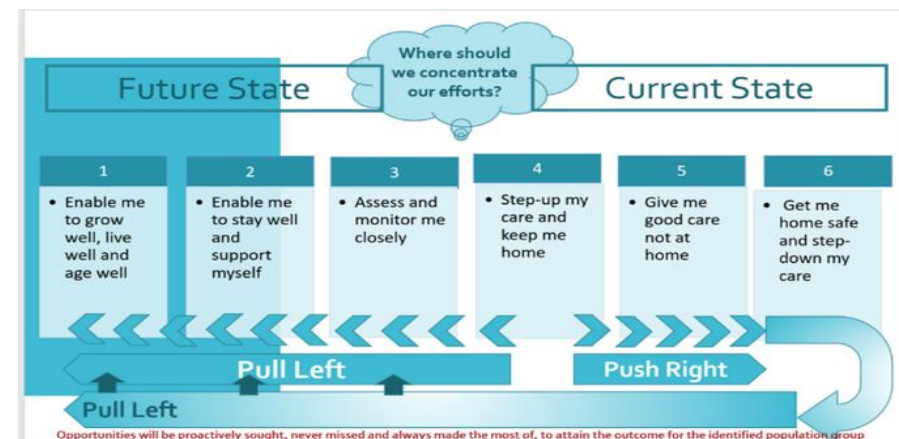 Where should
we concentrate
our efforts?
Future State
Current State
1
• Enable me
to grow
well, live
well and
age well
2
• Enable me
to stay well
and
support
myself
3
• Assess and
monitor me
closely
4
• Step-up my
care and
keep me
home
5
• Give me
good care
not at
home
6
• Get me
home safe
and step-
down my
care
Pull Left
Push Right
Pull Left
Opportunities will be proactively sought, never missed and always made the most of, to attain the outcome for the identified population group